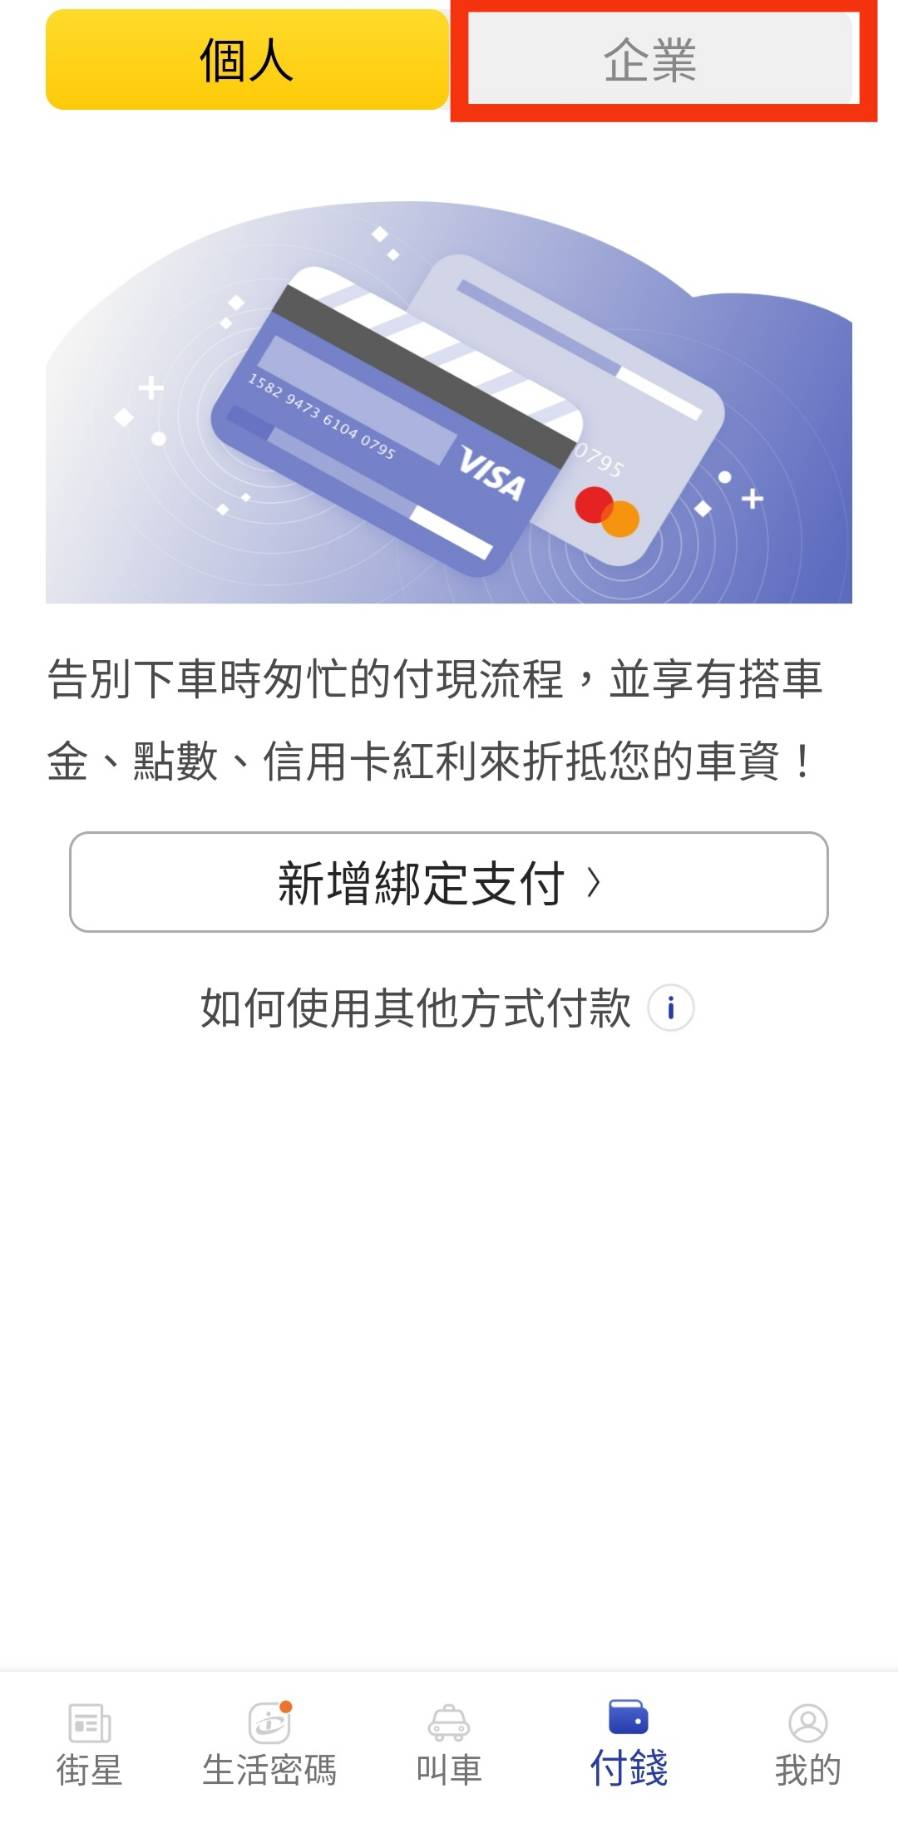 個人
企業
1582 9473 6104 0795
VISA
0795
告別下車時匆忙的付現流程，並享有搭車
金、點數、信用卡紅利來折抵您的車資！
新增綁定支付 〉
如何使用其他方式付款 i
街星
生活密碼
叫車
付錢
我的